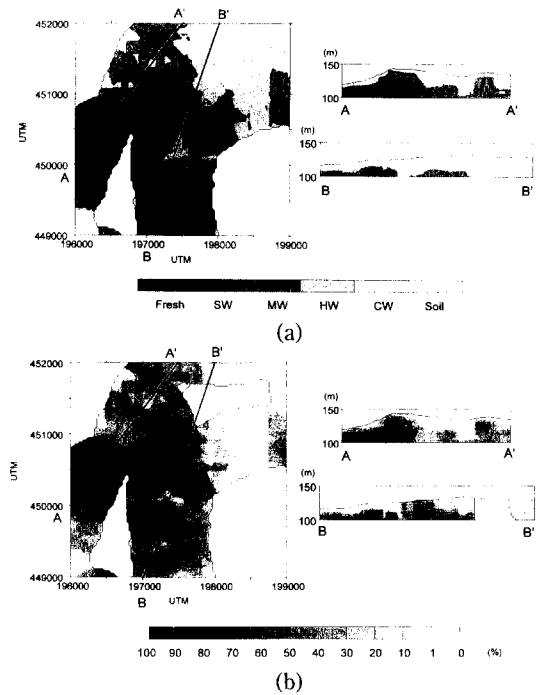 452000
451000
450000
449000
UTM
A
A'
B'
196000 197000 198000 199000
B
UTM
(m)
150
100
A
A'
(m)
150
100
B
B'
Fresh SW MW HW CW Soil
(a)
452000
451000
450000
449000
UTM
A
A'
B'
196000 197000 198000 199000
B
UTM
(m)
150
100
A
A'
(m)
150
100
B
B'
100 90 80 70 60 50 40 30 20 10 1 0 (%)
(b)